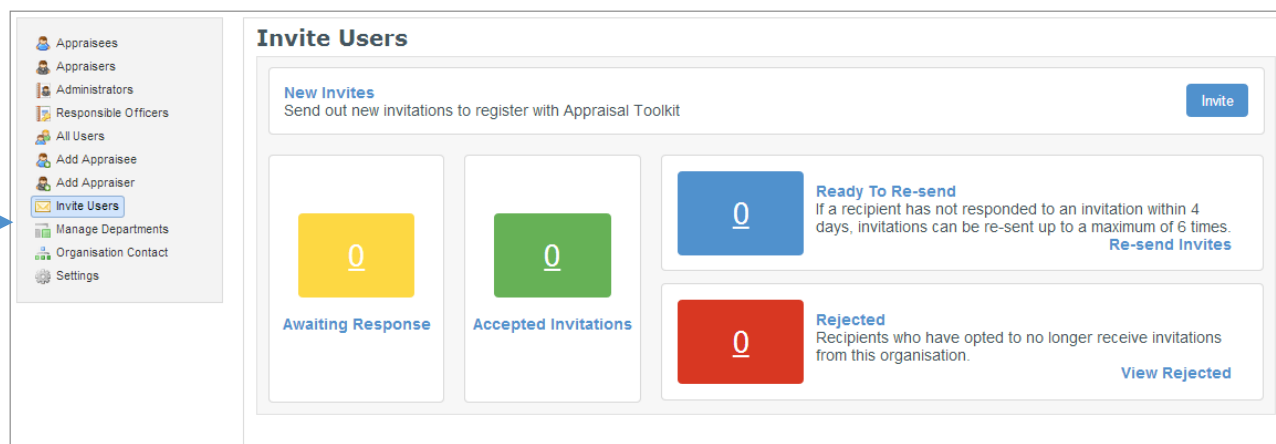 Appraisees
Appraisers
Administrators
Responsible Officers
All Users
Add Appraisee
Add Appraiser
Invite Users
Manage Departments
Organisation Contact
Settings
Invite Users
New Invites
Send out new invitations to register with Appraisal Toolkit
Invite
0
Awaiting Response
0
Accepted Invitations
0
Ready To Re-send
If a recipient has not responded to an invitation within 4
days, invitations can be re-sent up to a maximum of 6 times.
Re-send Invites
0
Rejected
Recipients who have opted to no longer receive invitations
from this organisation.
View Rejected